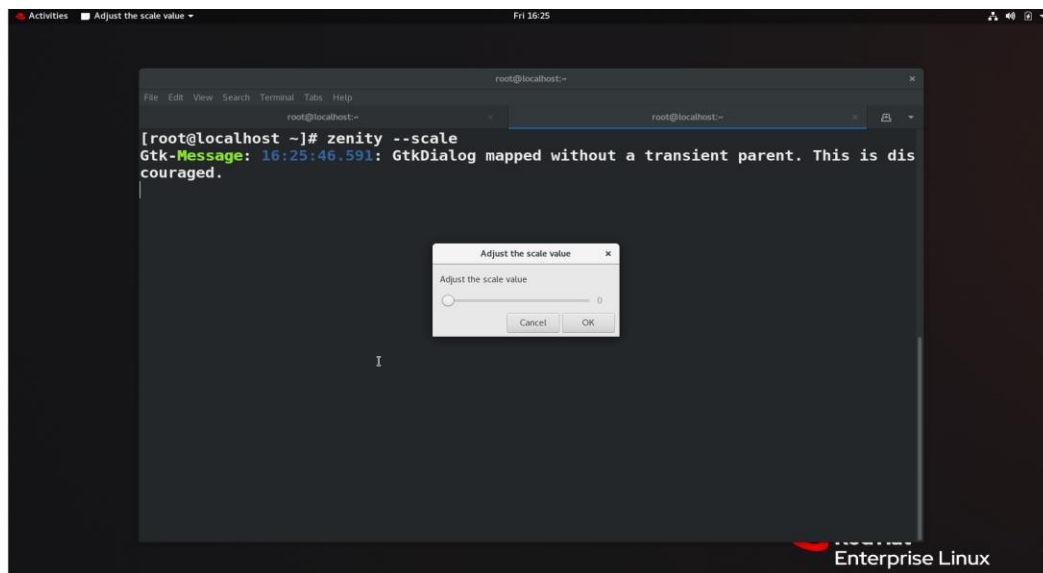 Activities Adjust the scale value Fri 16:25
root@localhost:~
File Edit View Search Terminal Tabs Help
root@localhost:~ root@localhost:~
[root@localhost ~]# zenity --scale
Gtk-Message: 16:25:46.591: GtkDialog mapped without a transient parent. This is dis
couraged.
Adjust the scale value
Adjust the scale value
0
Cancel OK
Enterprise Linux